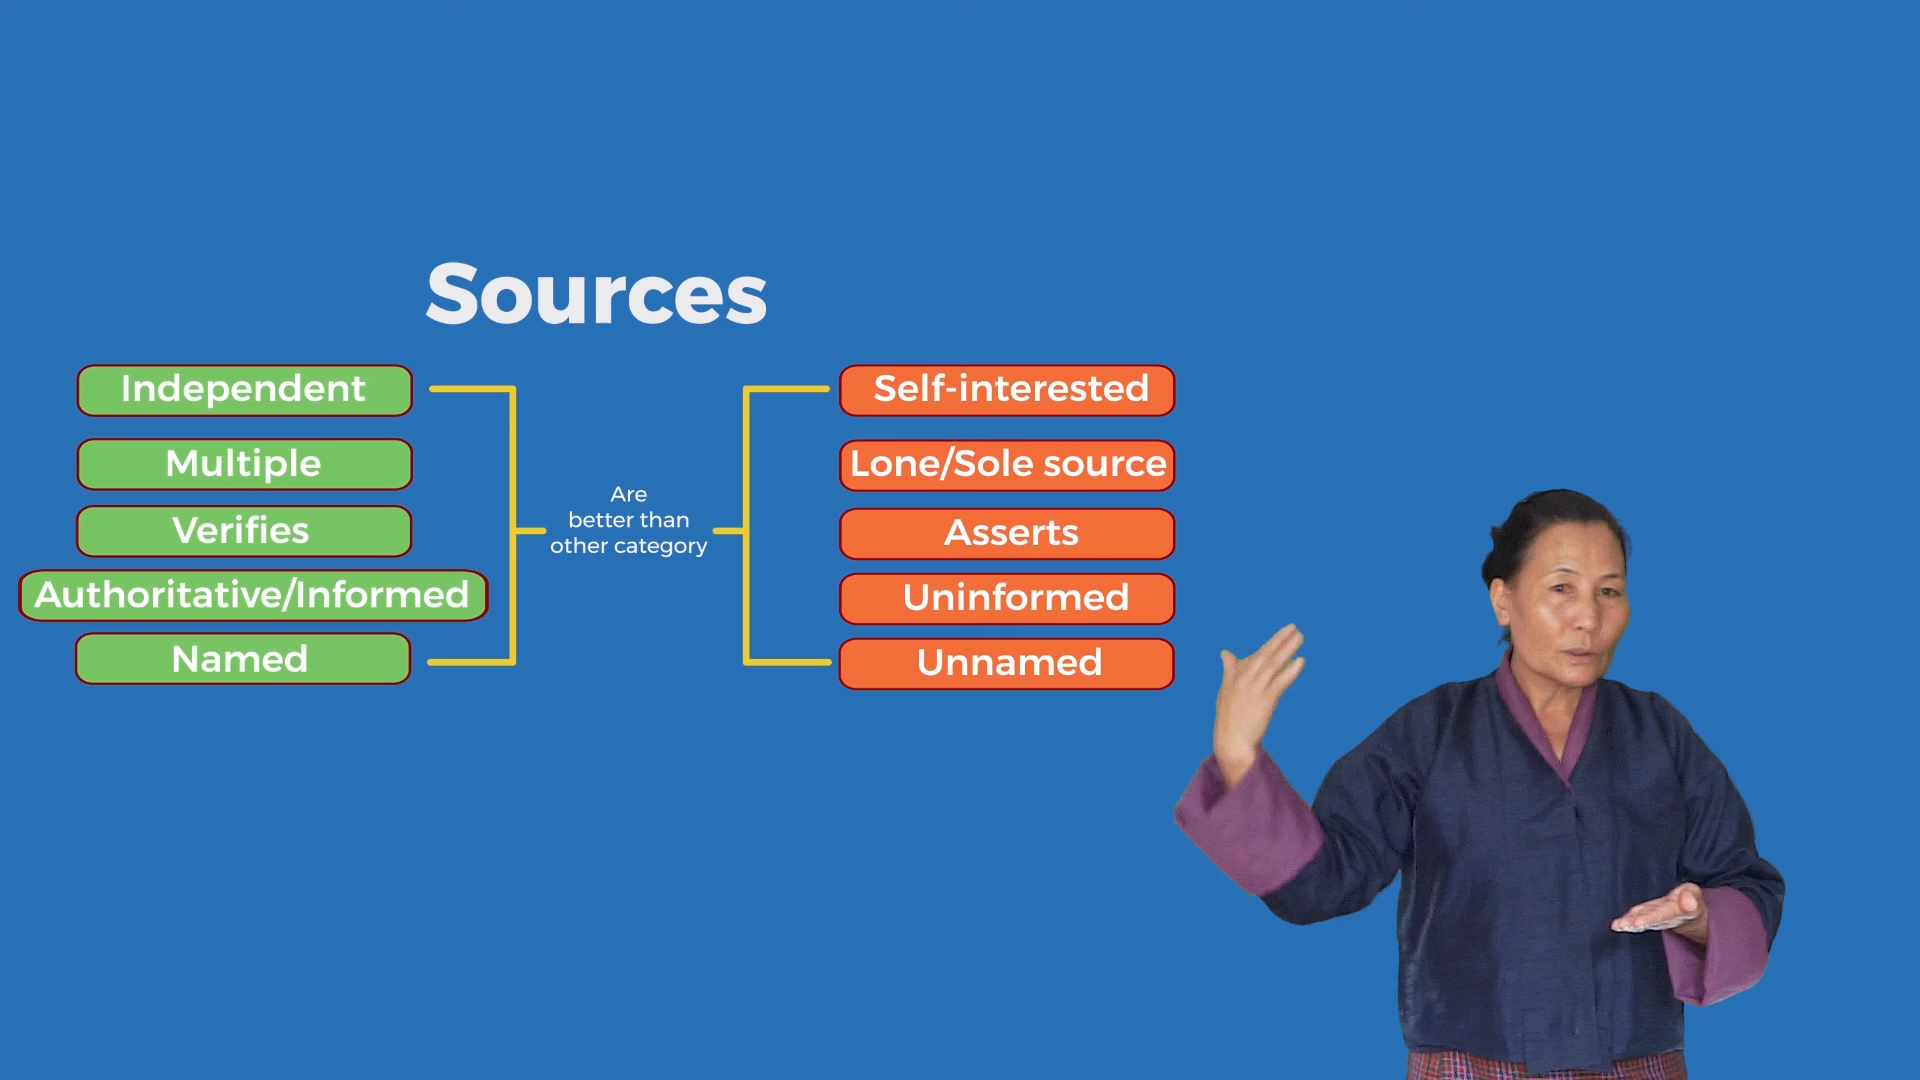 Sources
Independent
Multiple
Verifies
Authoritative/Informed
Named
Are
better than
other category
Self-interested
Lone/Sole source
Asserts
Uninformed
Unnamed